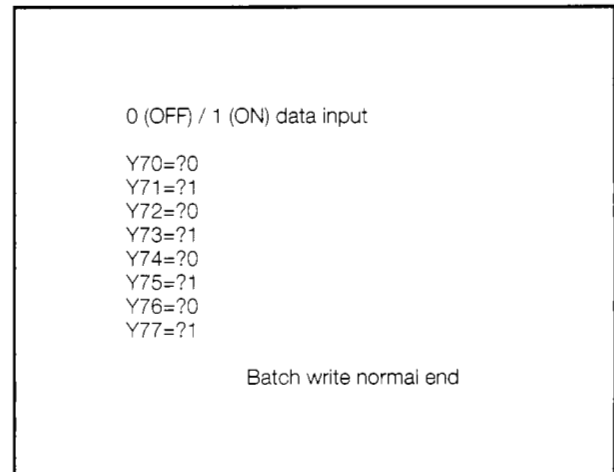 0 (OFF) / 1 (ON) data input
Y70=?0
Y71=?1
Y72=?0
Y73=?1
Y74=?0
Y75=?1
Y76=?0
Y77=?1
Batch write normal end